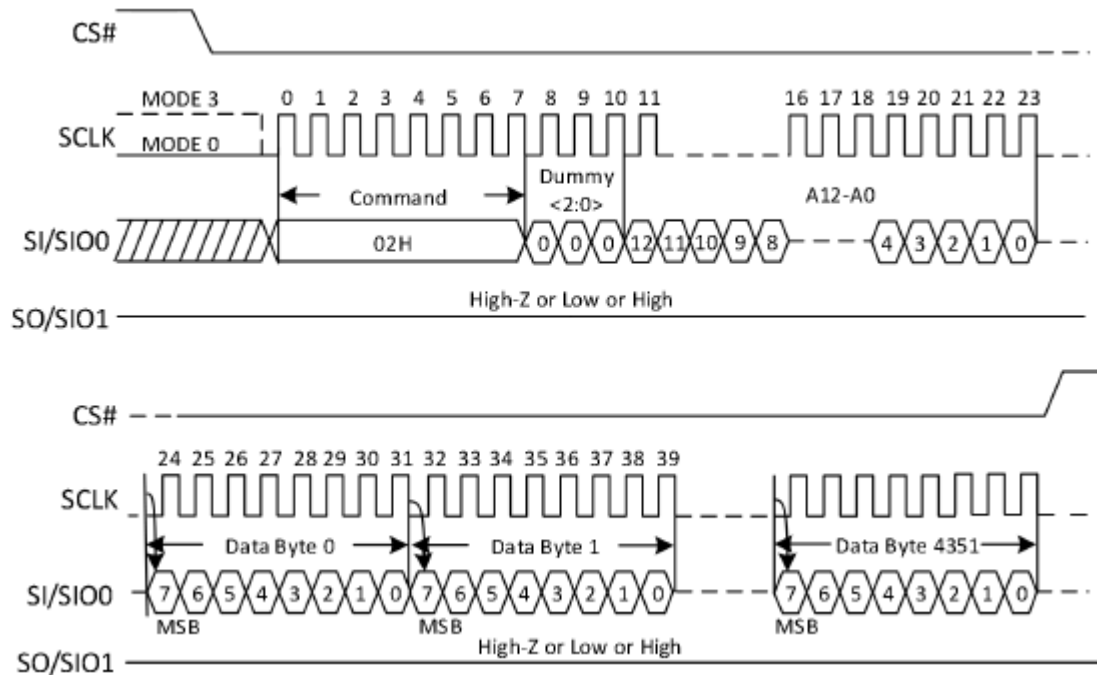 CS#
0 1 2 3 4 5 6 7 8 9 10 11 16 17 18 19 20 21 22 23
MODE 3
SCLK
MODE 0
Dummy
Command <2:0> A12-A0
SI/SIO0 02H 0 0 0 12 11 10 9 8 4 3 2 1 0
High-Z or Low or High
SO/SIO1
CS#
24 25 26 27 28 29 30 31 32 33 34 35 36 37 38 39
SCLK
Data Byte 0 Data Byte 1 Data Byte 4351
SI/SIO0 7 6 5 4 3 2 1 0 7 6 5 4 3 2 1 0 7 6 5 4 3 2 1 0
MSB MSB MSB
High-Z or Low or High
SO/SIO1